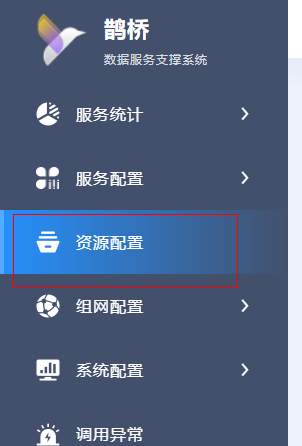 鹊桥
数据服务支撑系统
服务统计
服务配置
资源配置
组网配置
系统配置
调用异常